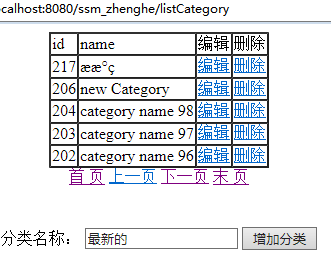 ocalhost:8080/ssm_zhenghe/listCategory
id name 编辑 删除
217 ææ°ç 编辑 删除
206 new Category 编辑 删除
204 category name 98 编辑 删除
203 category name 97 编辑 删除
202 category name 96 编辑 删除
首 页 上一页 下一页 末 页
分类名称： 最新的 增加分类